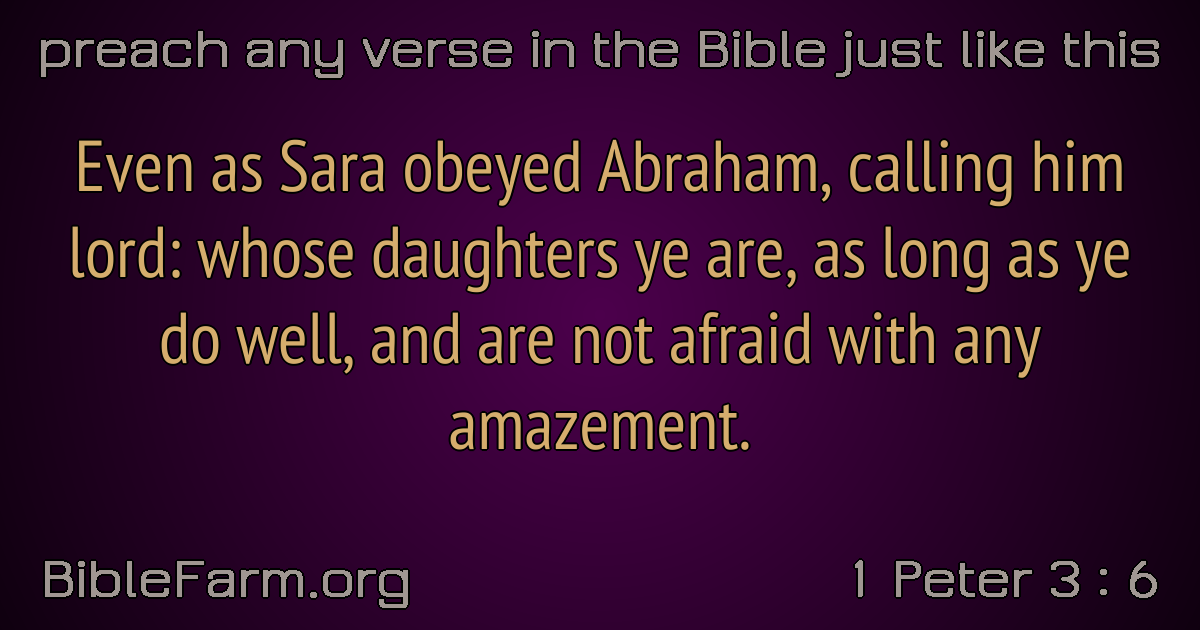 preach any verse in the Bible just like this
Even as Sara obeyed Abraham, calling him
lord: whose daughters ye are, as long as ye
do well, and are not afraid with any
amazement.
BibleFarm.org
1 Peter 3 : 6